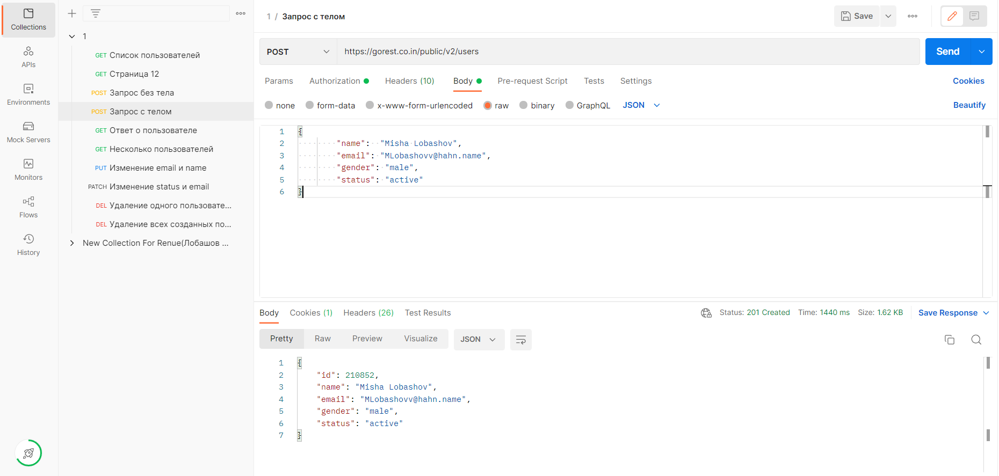 Collections
APIs
Environments
Mock Servers
Monitors
Flows
History
1
GET Список пользователей
GET Страница 12
POST Запрос без тела
POST Запрос с телом
GET Ответ о пользователе
GET Несколько пользователей
PUT Изменение email и name
PATCH Изменение status и email
DEL Удаление одного пользовате...
DEL Удаление всех созданных по...
New Collection For Renue(Лобашов ...
1 / Запрос с телом
Save
POST https://gorest.co.in/public/v2/users
Send
Params Authorization Headers (10) Body Pre-request Script Tests Settings Cookies
none form-data x-www-form-urlencoded raw binary GraphQL JSON Beautify
1 {
2 "name": "Misha Lobashov",
3 "email": "MLobashovv@hahn.name",
4 "gender": "male",
5 "status": "active"
6 }
Body Cookies (1) Headers (26) Test Results Status: 201 Created Time: 1440 ms Size: 1.62 KB Save Response
Pretty Raw Preview Visualize JSON
1 {
2 "id": 210852,
3 "name": "Misha Lobashov",
4 "email": "MLobashovv@hahn.name",
5 "gender": "male",
6 "status": "active"
7 }